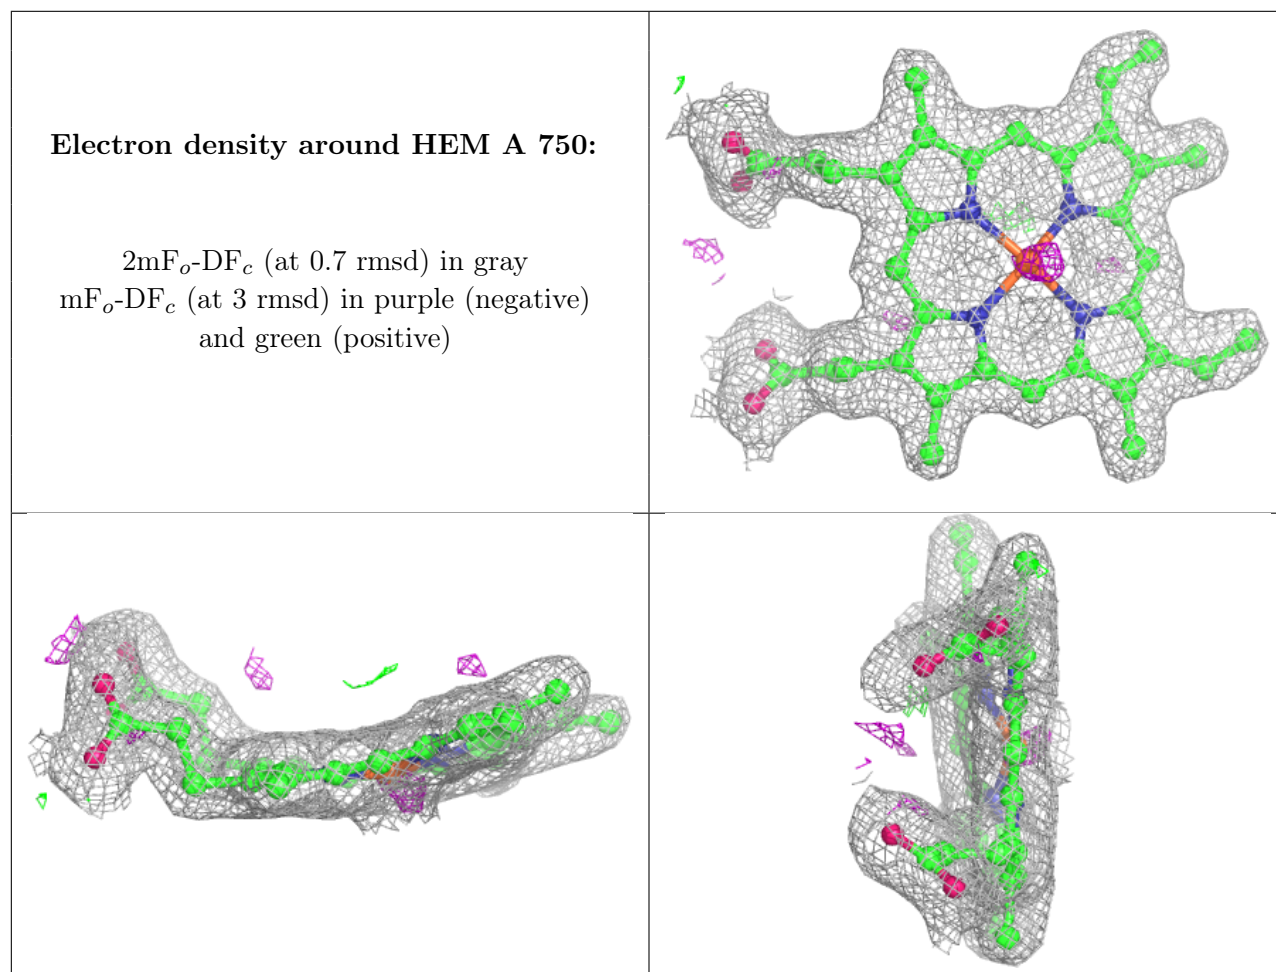 Electron density around HEM A 750:
2mFo-DFc (at 0.7 rmsd) in gray
mFo-DFc (at 3 rmsd) in purple (negative)
and green (positive)